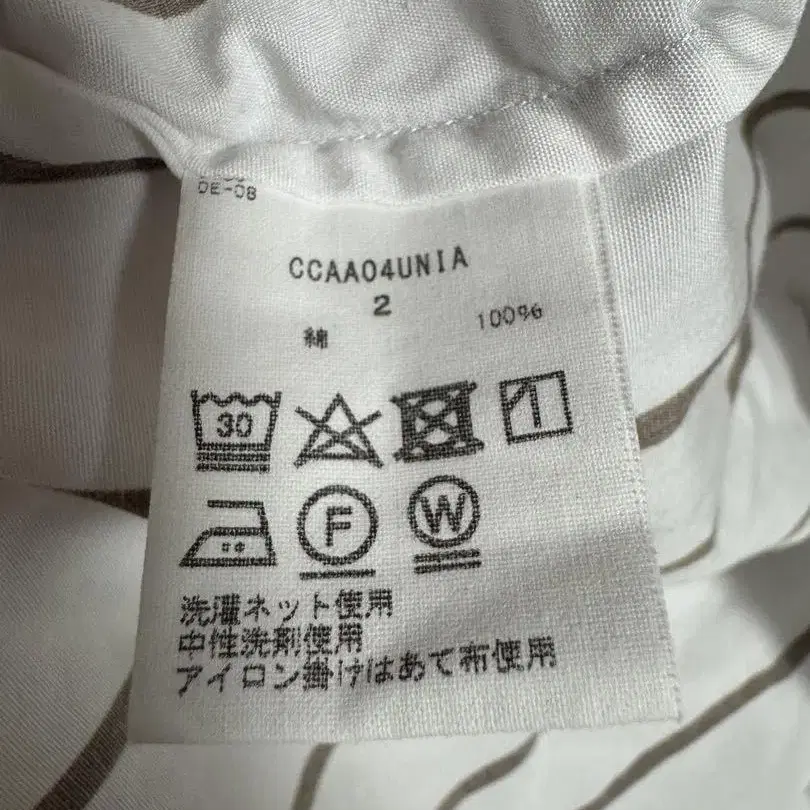 DE-08
CCAA04UNIA
2
綿 100%
30
F W
洗濯ネット使用
中性洗剤使用
アイロン掛けはあて布使用